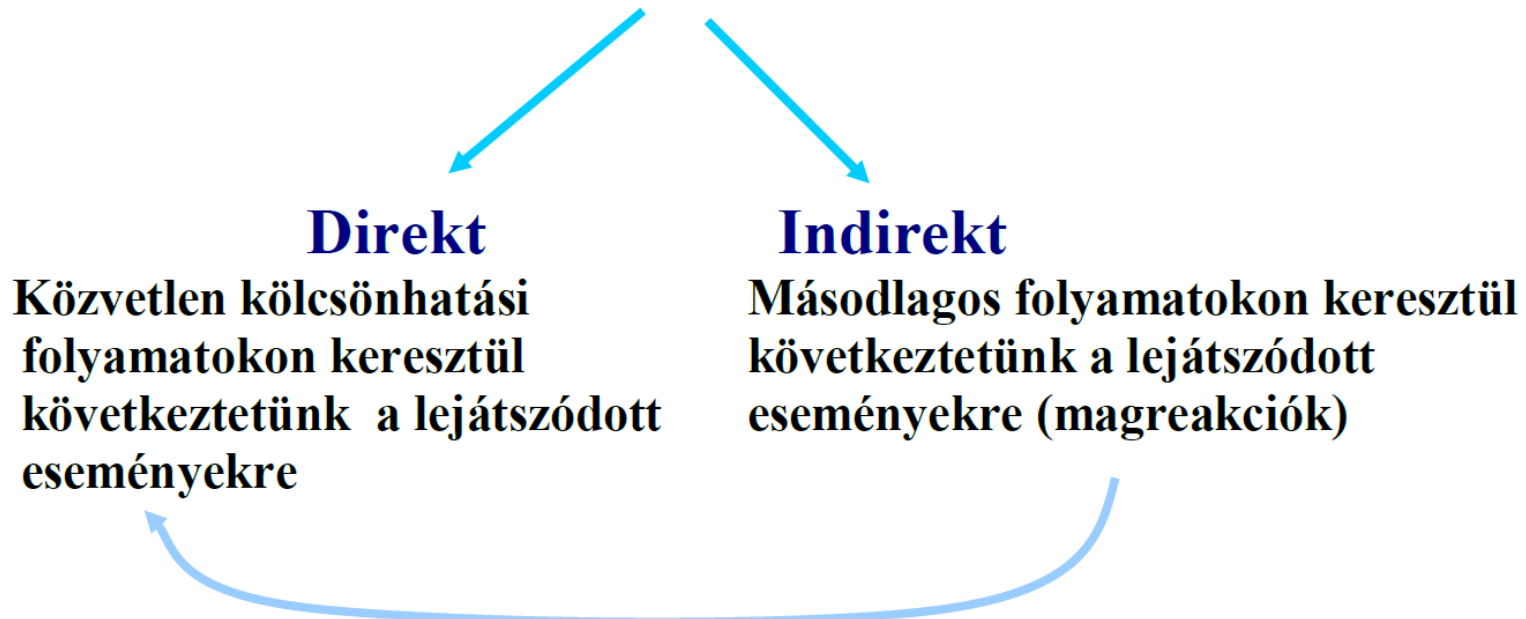 Direkt
Közvetlen kölcsönhatási
folyamatokon keresztül
következtetünk a lejátszódott
eseményekre
Indirekt
Másodlagos folyamatokon keresztül
következtetünk a lejátszódott
eseményekre (magreakciók)